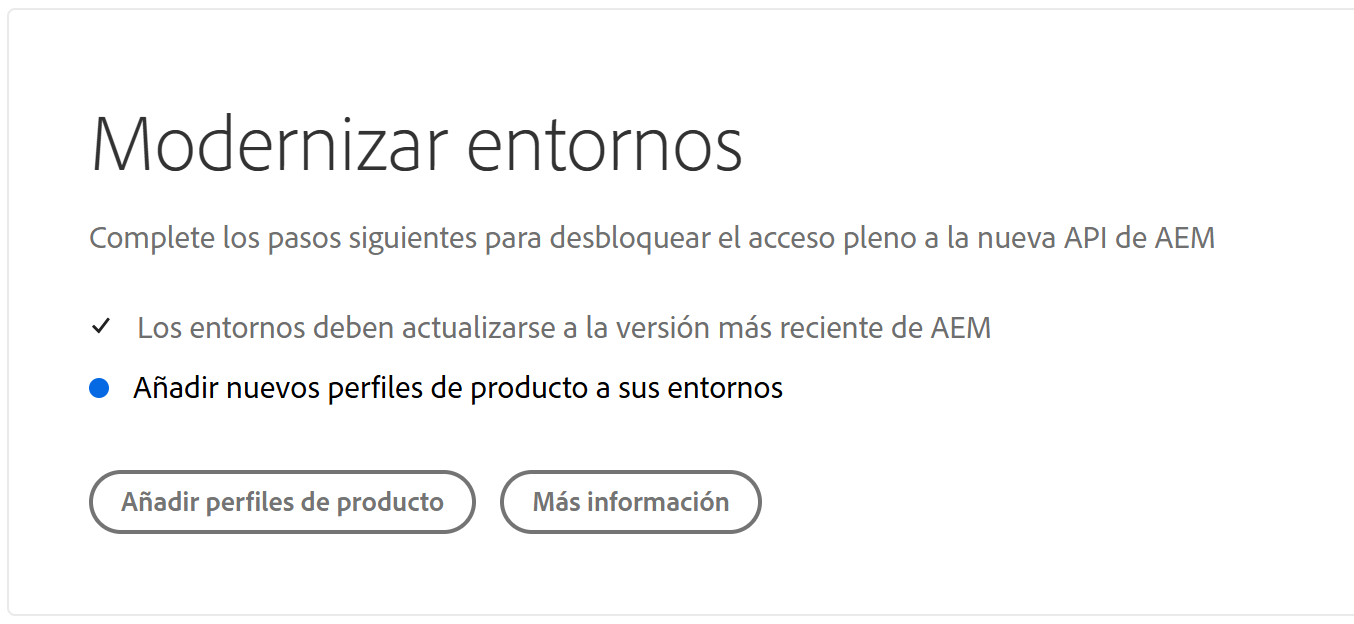 Modernizar entornos
Complete los pasos siguientes para desbloquear el acceso pleno a la nueva API de AEM
Los entornos deben actualizarse a la versión más reciente de AEM
Añadir nuevos perfiles de producto a sus entornos
Añadir perfiles de producto
Más información